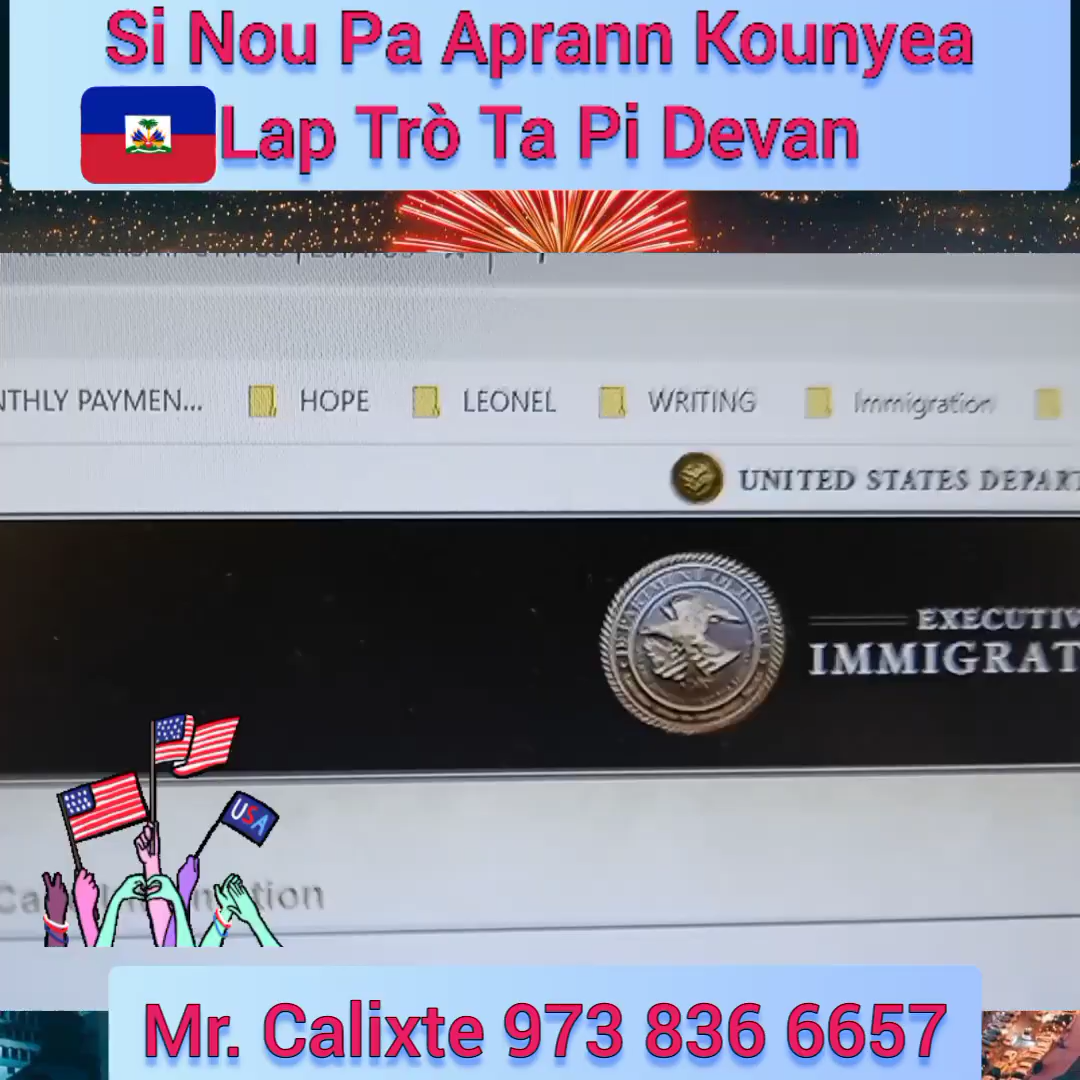 Si Nou Pa Aprann Kounyea
Lap Trò Ta Pi Devan
NTHLY PAYMEN... HOPE LEONEL WRITING Immigration
UNITED STATES DEPART
EXECUTIV
IMMIGRAT
USA
Mr. Calixte 973 836 6657